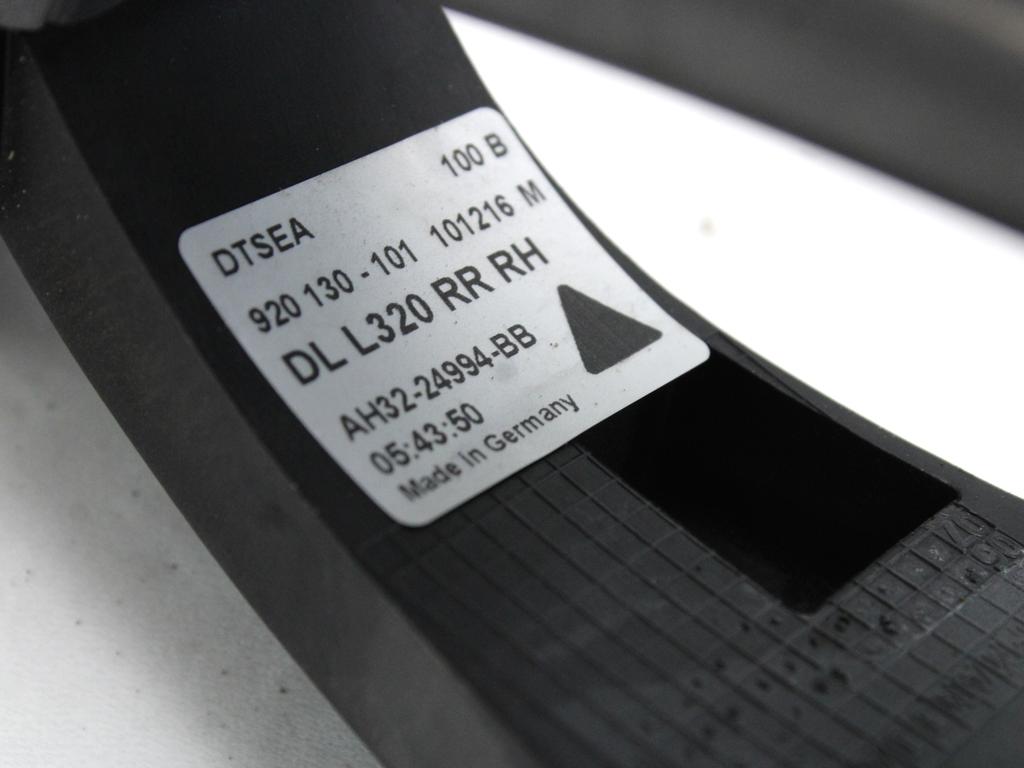 DTSEA 100 B
920 130 - 101 101216 M
DL L320 RR RH
AH32-24994-BB
05:43:50
Made in Germany